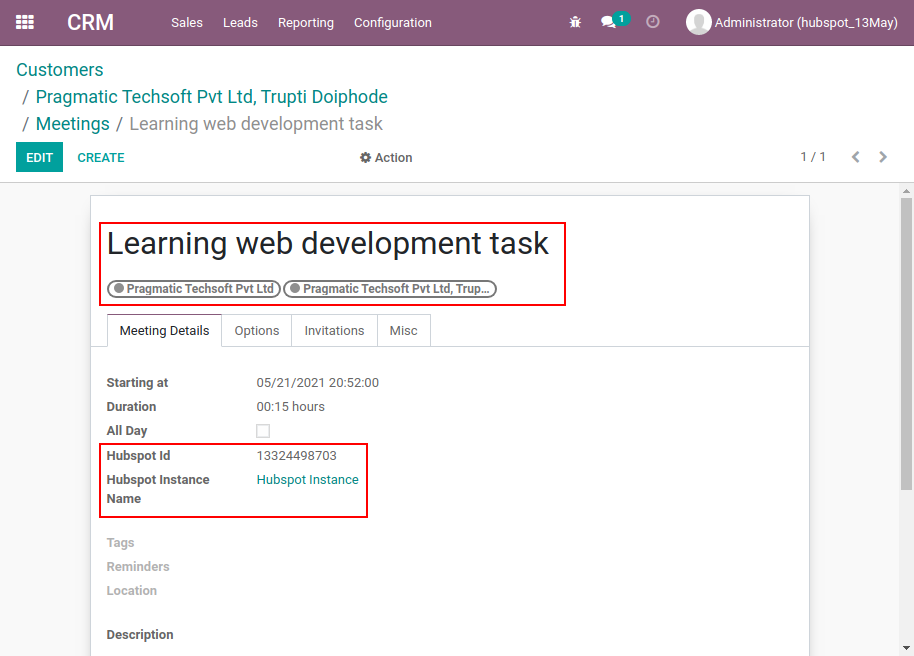 CRM Sales Leads Reporting Configuration 1 Administrator (hubspot_13May)
Customers
/ Pragmatic Techsoft Pvt Ltd, Trupti Doiphode
/ Meetings / Learning web development task
EDIT CREATE Action 1 / 1
Learning web development task
Pragmatic Techsoft Pvt Ltd Pragmatic Techsoft Pvt Ltd, Trup...
Meeting Details Options Invitations Misc
Starting at 05/21/2021 20:52:00
Duration 00:15 hours
All Day
Hubspot Id 13324498703
Hubspot Instance Hubspot Instance
Name
Tags
Reminders
Location
Description